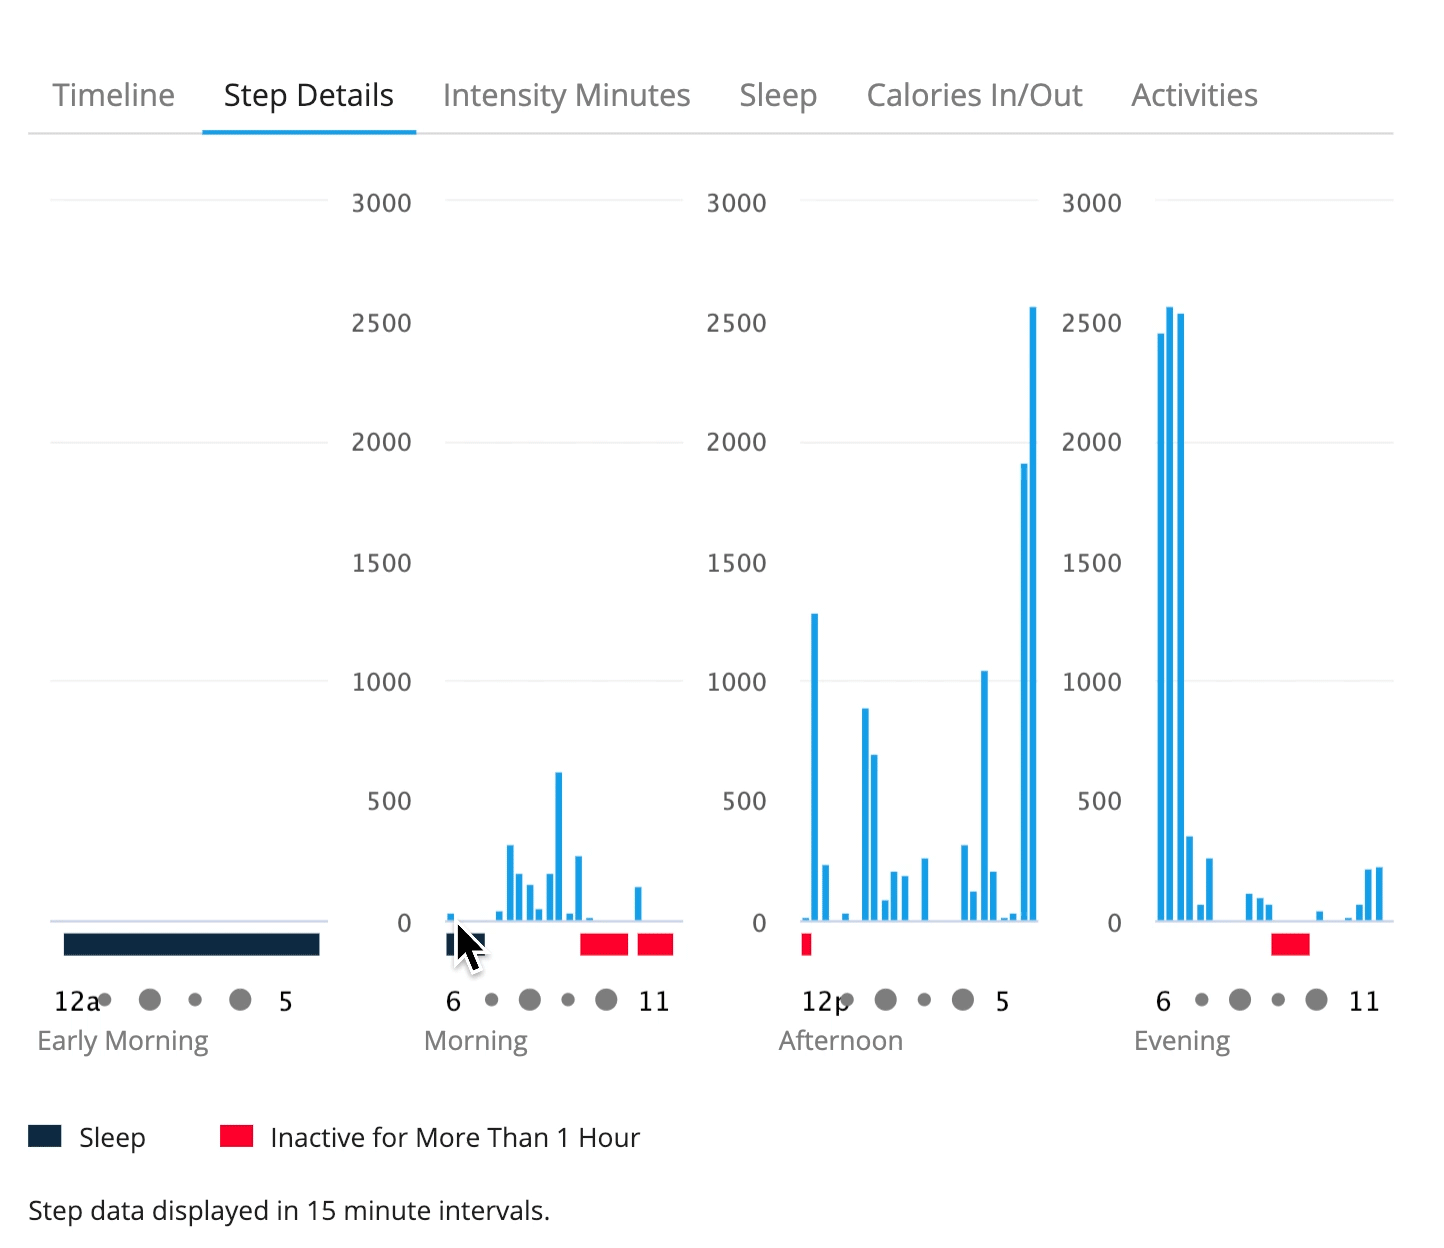 Timeline Step Details Intensity Minutes Sleep Calories In/Out Activities
3000 3000 3000
2500 2500 2500
2000 2000 2000
1500 1500 1500
1000 1000 1000
500 500 500
0 0 0
12a 5 6 11 12p 5 6 11
Early Morning Morning Afternoon Evening
Sleep Inactive for More Than 1 Hour
Step data displayed in 15 minute intervals.